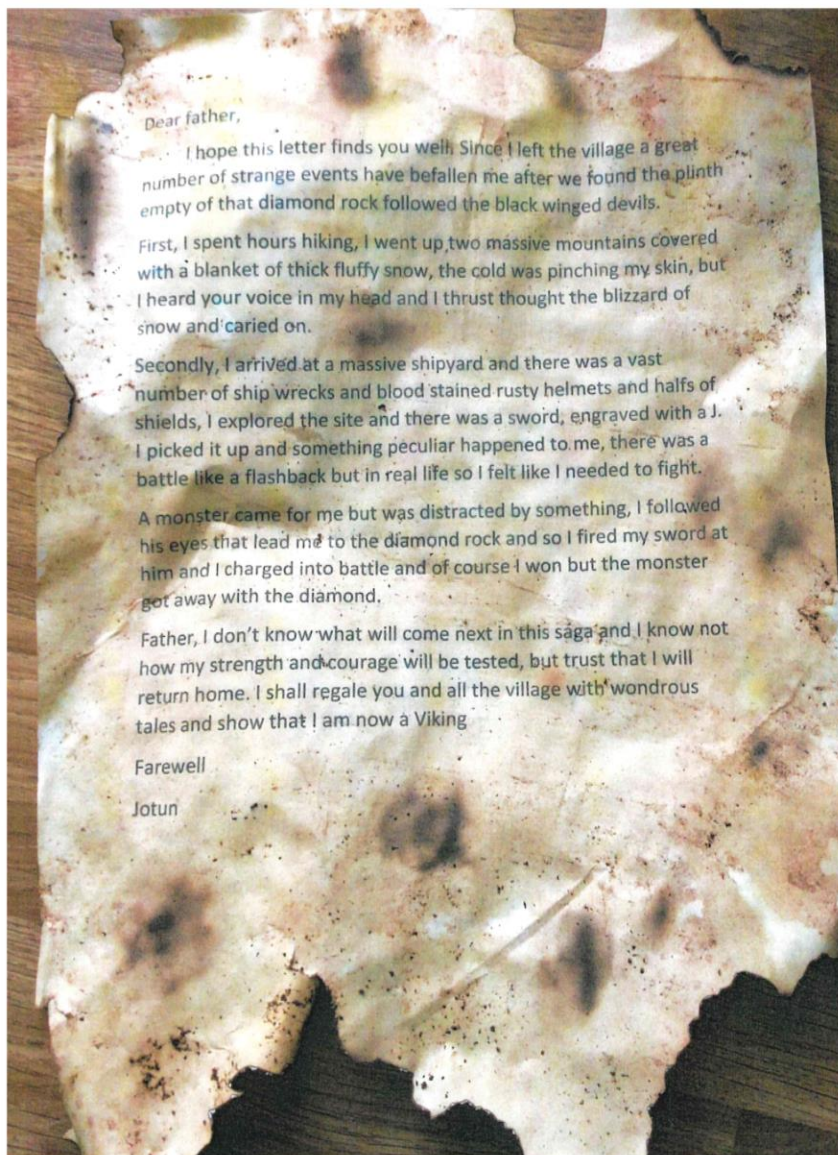 Dear father,
I hope this letter finds you well. Since I left the village a great
number of strange events have befallen me after we found the plinth
empty of that diamond rock followed the black winged devils.
First, I spent hours hiking, I went up two massive mountains covered
with a blanket of thick fluffy snow, the cold was pinching my skin, but
I heard your voice in my head and I thrust thought the blizzard of
snow and caried on.
Secondly, I arrived at a massive shipyard and there was a vast
number of ship wrecks and blood stained rusty helmets and halfs of
shields, I explored the site and there was a sword, engraved with a J.
I picked it up and something peculiar happened to me, there was a
battle like a flashback but in real life so I felt like I needed to fight.
A monster came for me but was distracted by something, I followed
his eyes that lead me to the diamond rock and so I fired my sword at
him and I charged into battle and of course I won but the monster
got away with the diamond.
Father, I don't know what will come next in this saga and I know not
how my strength and courage will be tested, but trust that I will
return home. I shall regale you and all the village with wondrous
tales and show that I am now a Viking
Farewell
Jotun